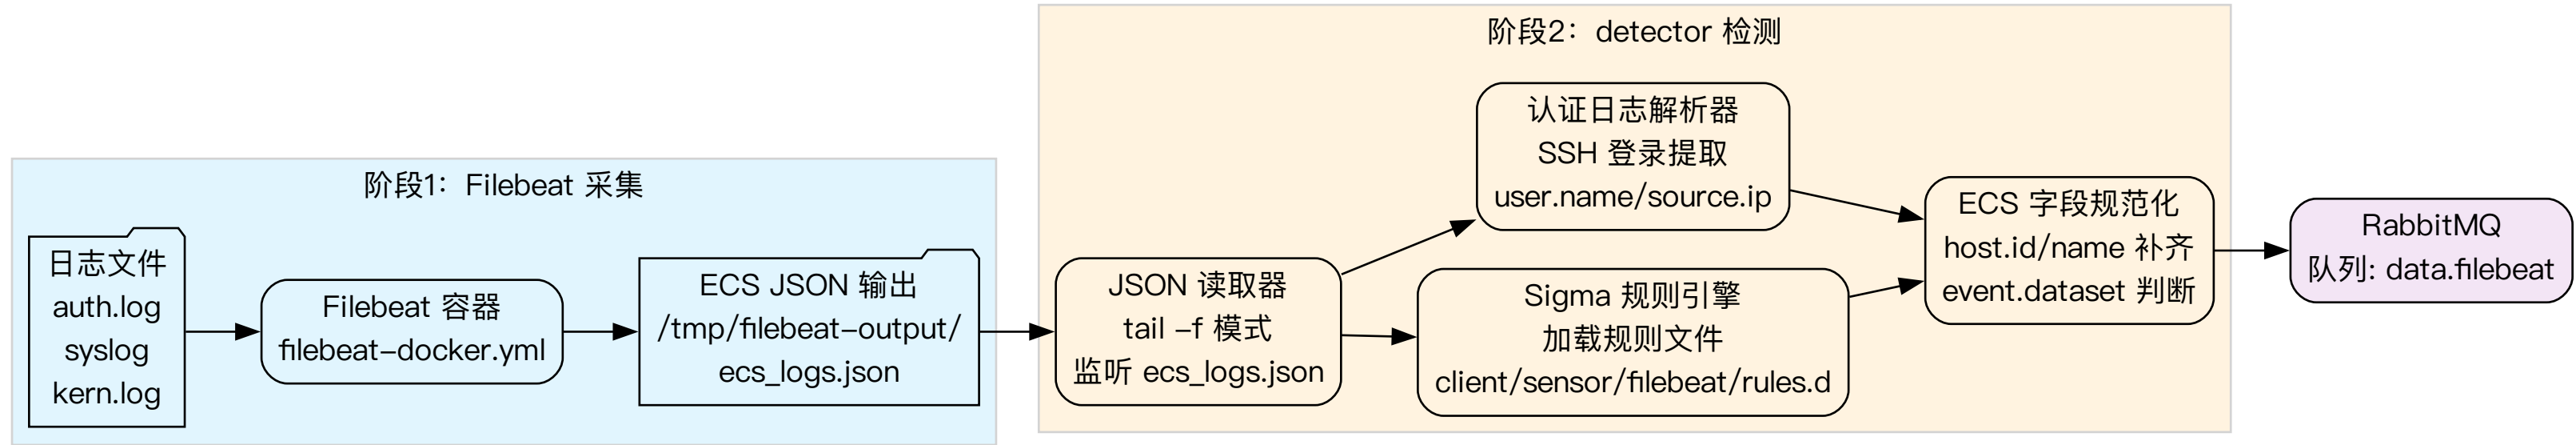 阶段1：Filebeat 采集
日志文件
auth.log
syslog
kern.log
Filebeat 容器
filebeat-docker.yml
ECS JSON 输出
/tmp/filebeat-output/
ecs_logs.json
阶段2：detector 检测
JSON 读取器
tail -f 模式
监听 ecs_logs.json
认证日志解析器
SSH 登录提取
user.name/source.ip
Sigma 规则引擎
加载规则文件
client/sensor/filebeat/rules.d
ECS 字段规范化
host.id/name 补齐
event.dataset 判断
RabbitMQ
队列: data.filebeat